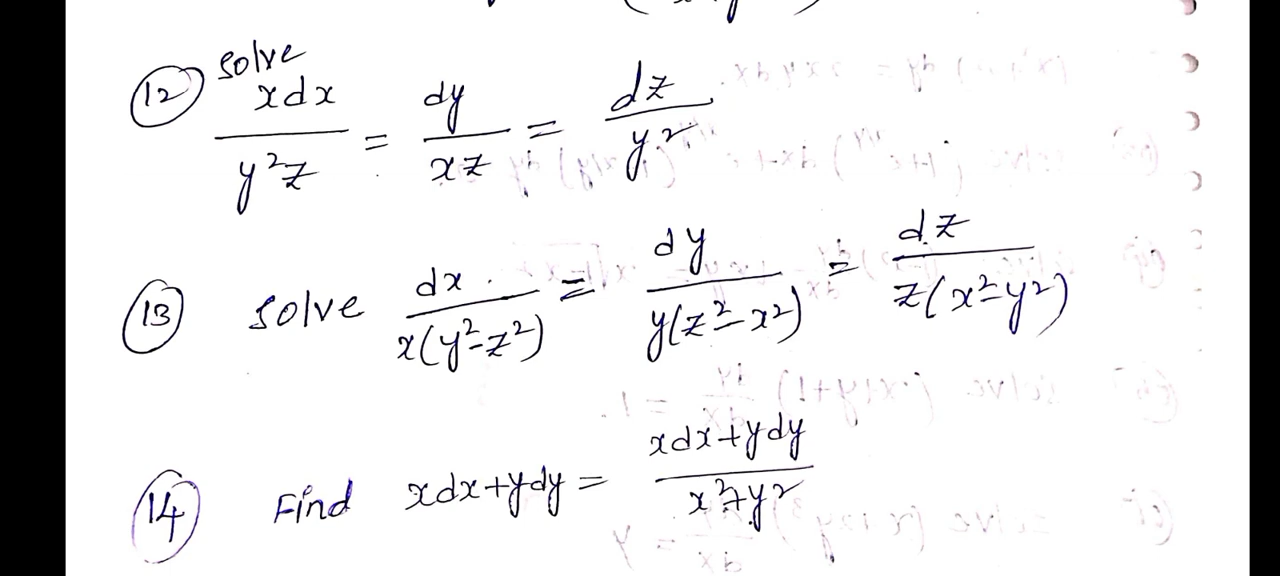 (12) solve xdx/y²z = dy/xz = dz/y²
(13) solve dx/x(y²-z²) = dy/y(z²-x²) = dz/z(x²-y²)
(14) Find xdx+ydy = xdx+ydy/x²+y²